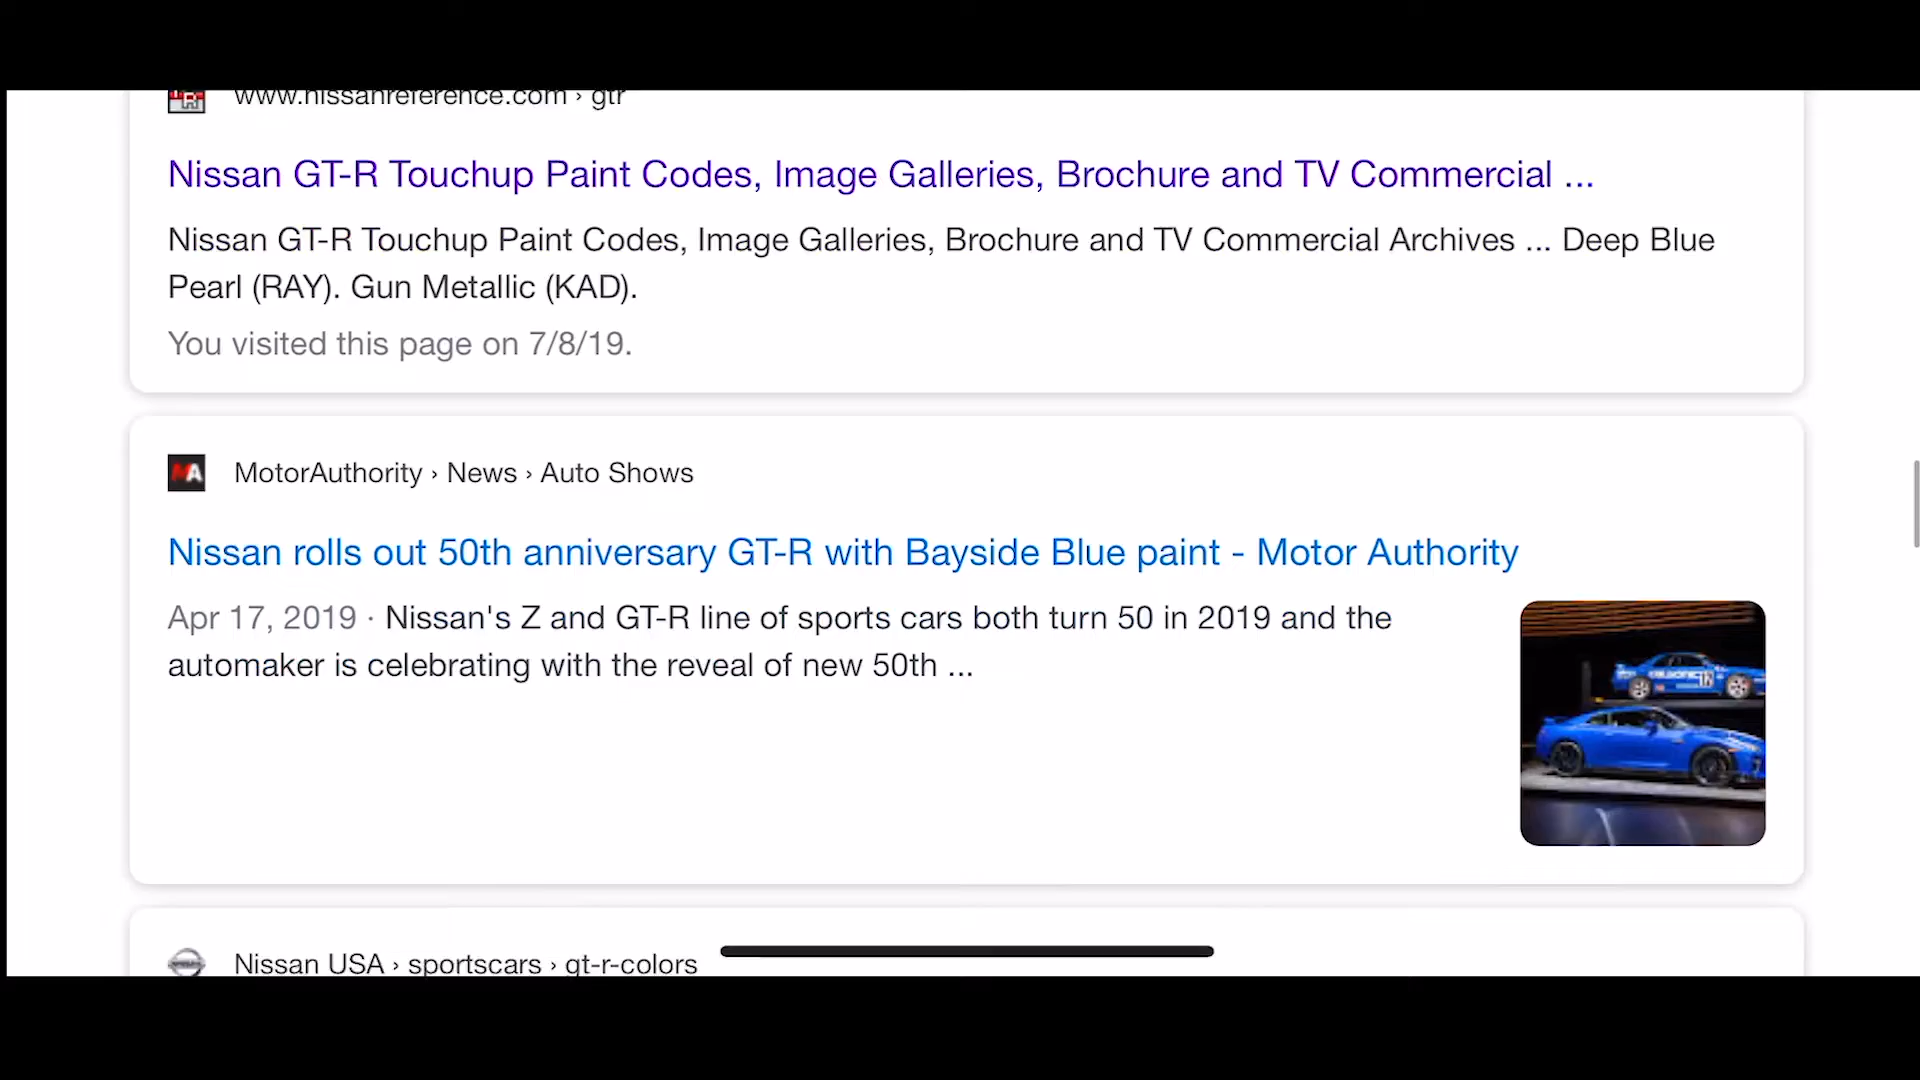 www.nissanreference.com › gtr
Nissan GT-R Touchup Paint Codes, Image Galleries, Brochure and TV Commercial ...
Nissan GT-R Touchup Paint Codes, Image Galleries, Brochure and TV Commercial Archives ... Deep Blue
Pearl (RAY). Gun Metallic (KAD).
You visited this page on 7/8/19.
MA MotorAuthority › News › Auto Shows
Nissan rolls out 50th anniversary GT-R with Bayside Blue paint - Motor Authority
Apr 17, 2019 · Nissan's Z and GT-R line of sports cars both turn 50 in 2019 and the
automaker is celebrating with the reveal of new 50th ...
12
Nissan USA › sportscars › gt-r-colors